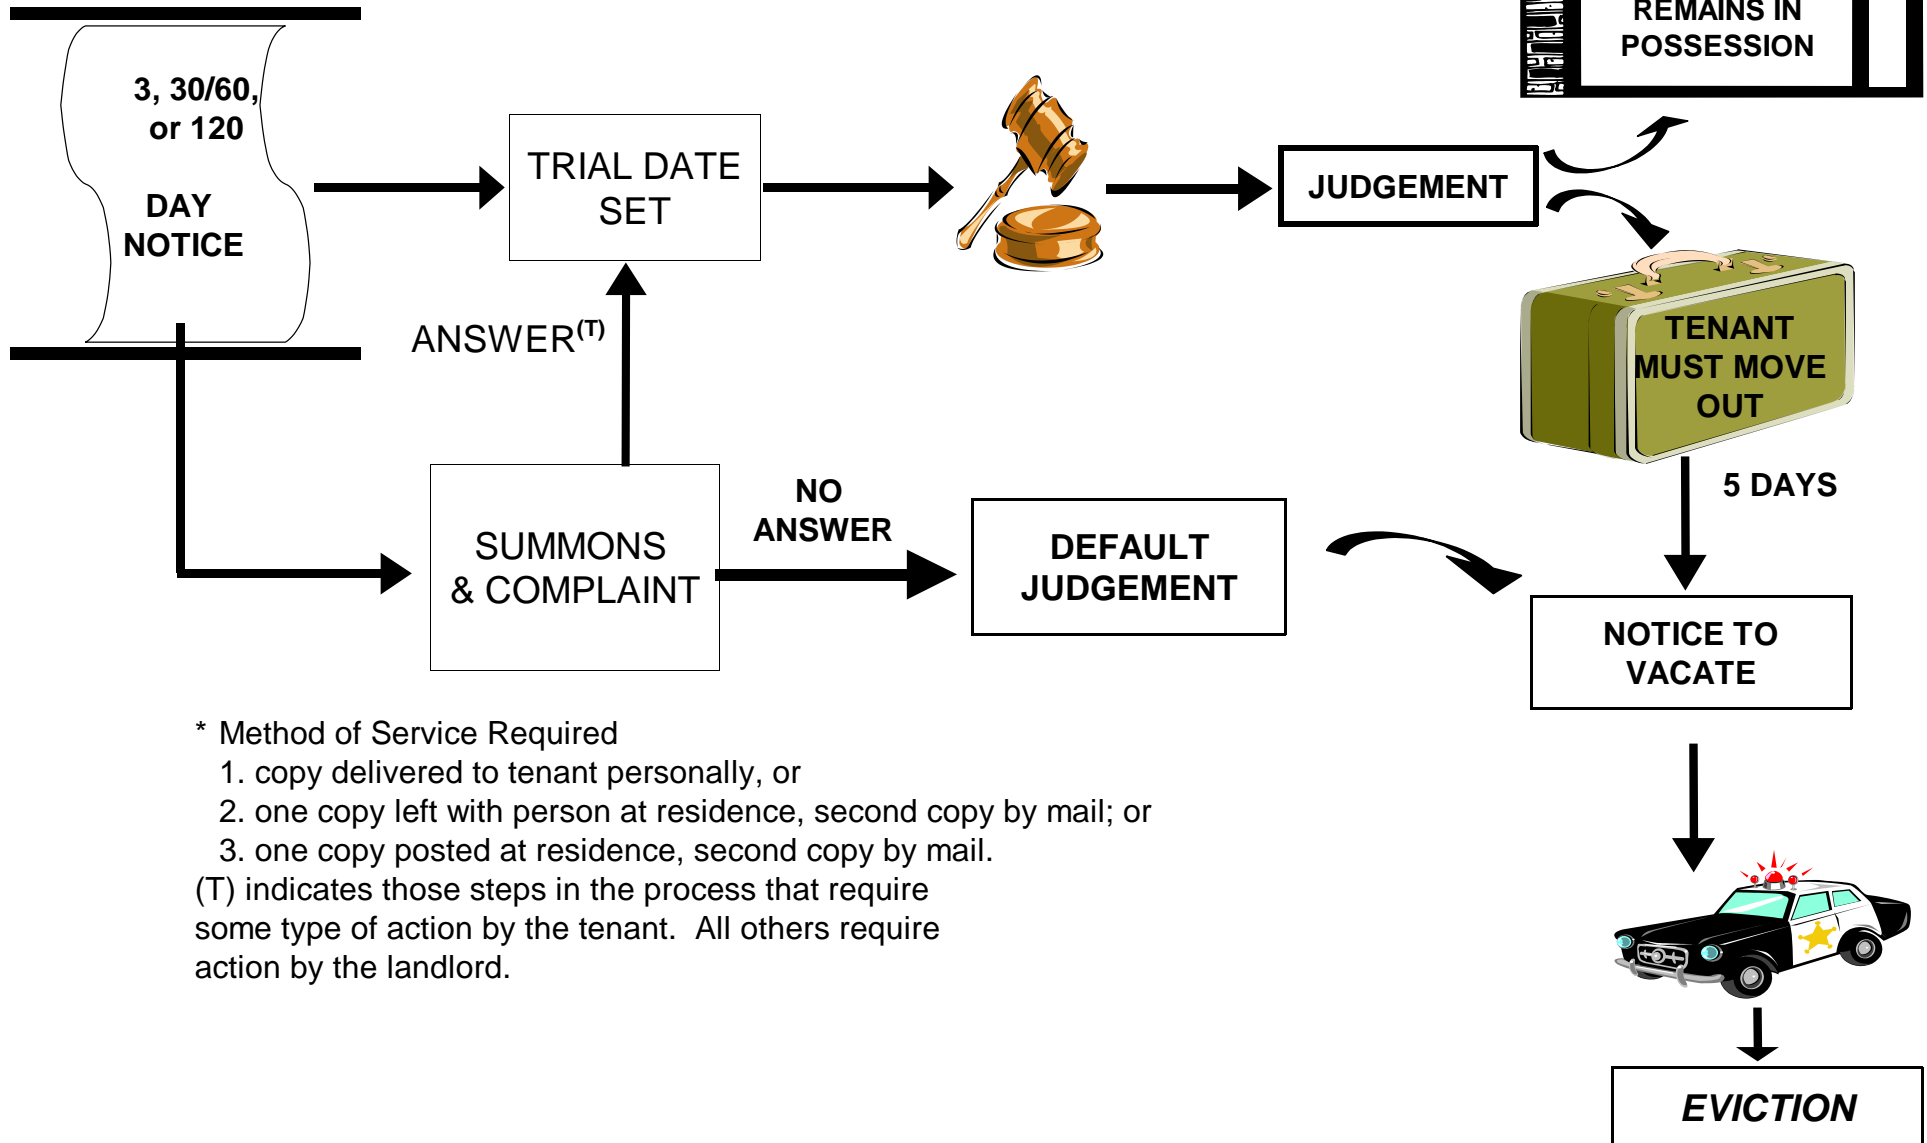 REMAINS IN
POSSESSION
3, 30/60,
or 120
DAY
NOTICE
TRIAL DATE
SET
JUDGEMENT
ANSWER(T)
TENANT
MUST MOVE
OUT
5 DAYS
SUMMONS
& COMPLAINT
NO
ANSWER
DEFAULT
JUDGEMENT
NOTICE TO
VACATE
* Method of Service Required
1. copy delivered to tenant personally, or
2. one copy left with person at residence, second copy by mail; or
3. one copy posted at residence, second copy by mail.
(T) indicates those steps in the process that require
some type of action by the tenant.  All others require
action by the landlord.
EVICTION